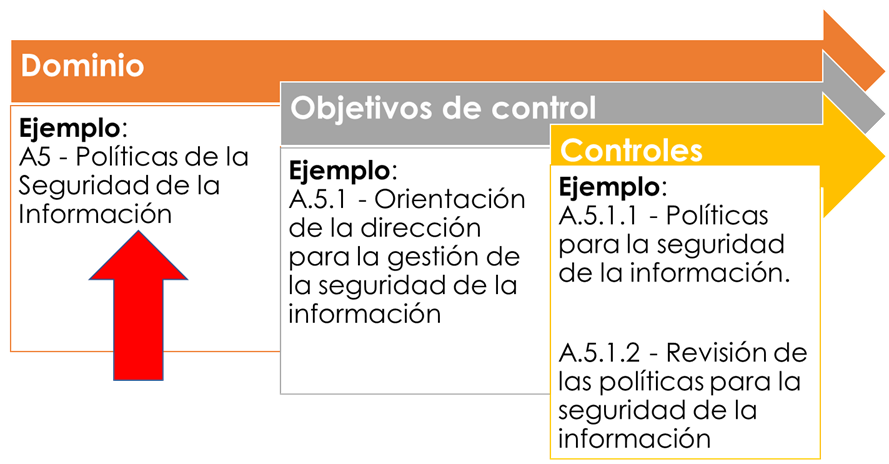 Dominio
Ejemplo:
A5 - Políticas de la
Seguridad de la
Información
Objetivos de control
Ejemplo:
A.5.1 - Orientación
de la dirección
para la gestión de
la seguridad de la
información
Controles
Ejemplo:
A.5.1.1 - Políticas
para la seguridad
de la información.
A.5.1.2 - Revisión de
las políticas para la
seguridad de la
información